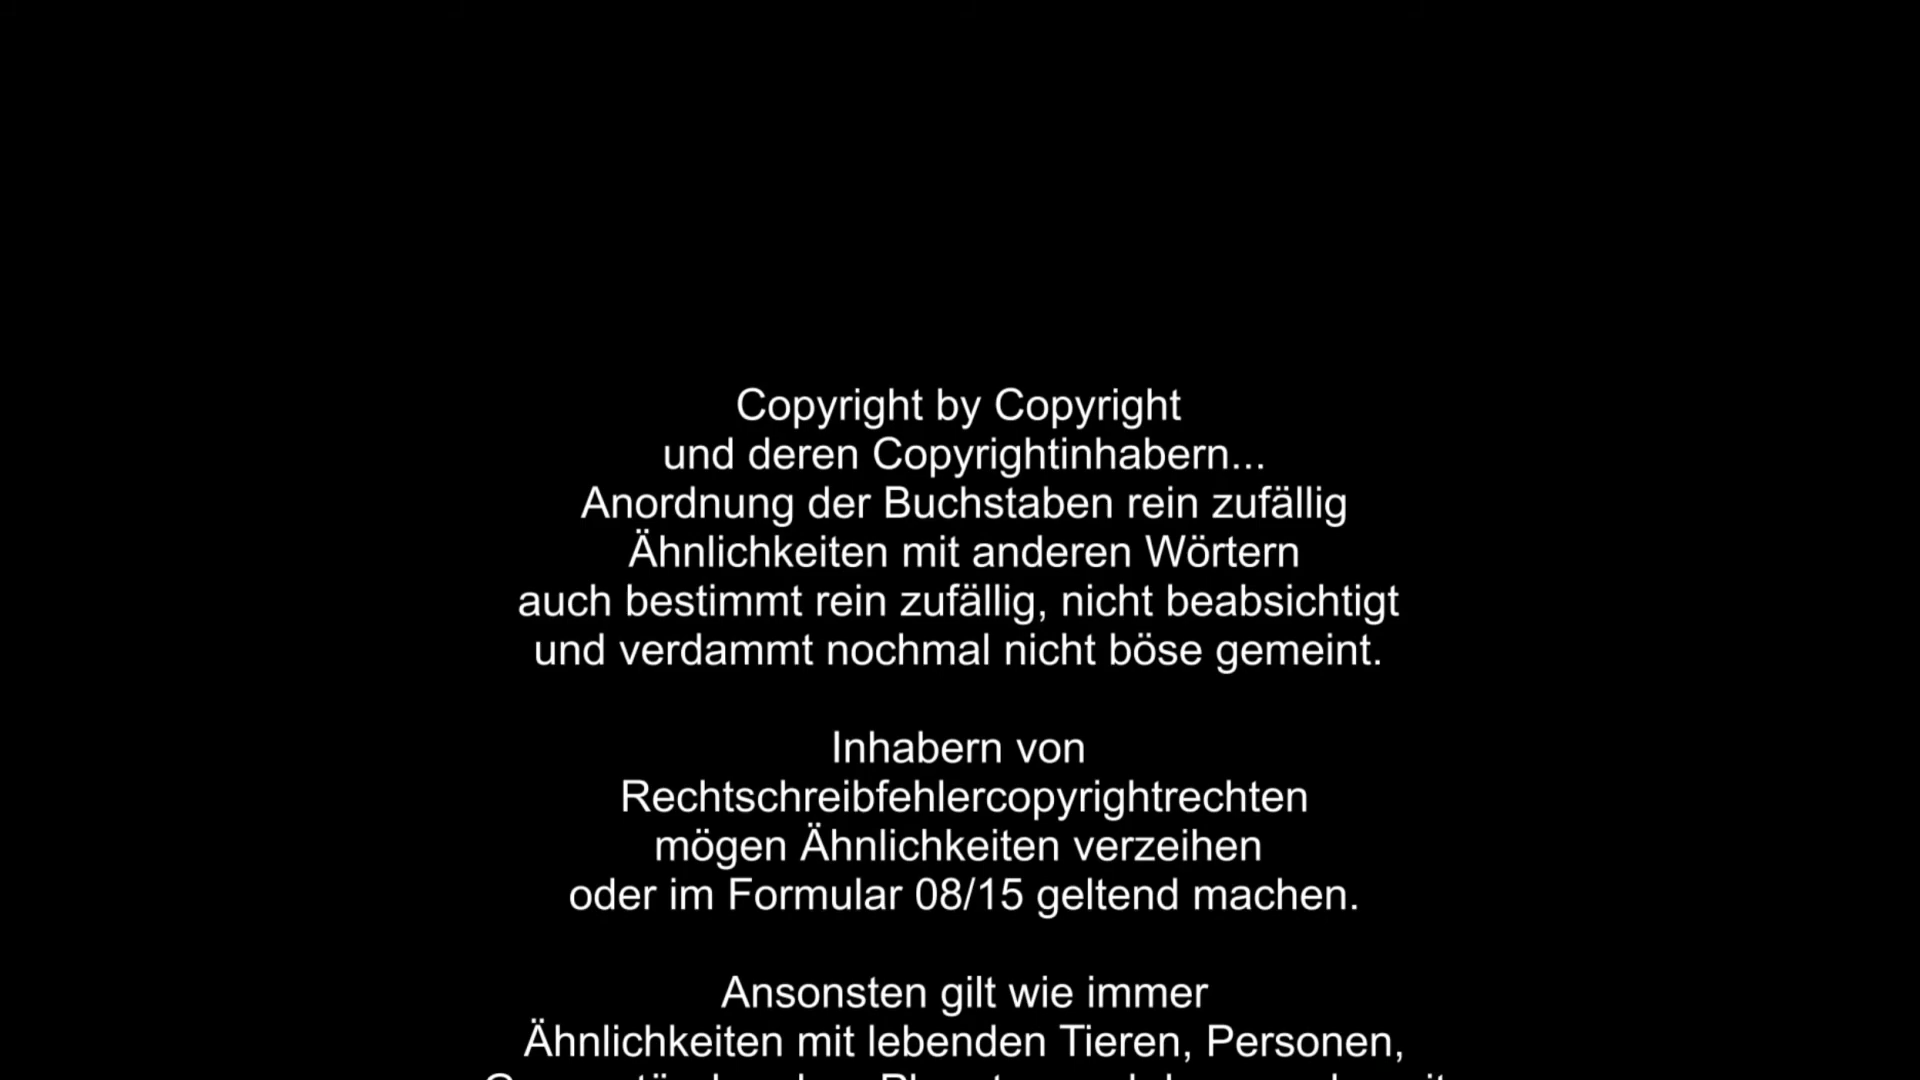 Copyright by Copyright
und deren Copyrightinhabern...
Anordnung der Buchstaben rein zufällig
Ähnlichkeiten mit anderen Wörtern
auch bestimmt rein zufällig, nicht beabsichtigt
und verdammt nochmal nicht böse gemeint.
Inhabern von
Rechtschreibfehlercopyrightrechten
mögen Ähnlichkeiten verzeihen
oder im Formular 08/15 geltend machen.
Ansonsten gilt wie immer
Ähnlichkeiten mit lebenden Tieren, Personen,